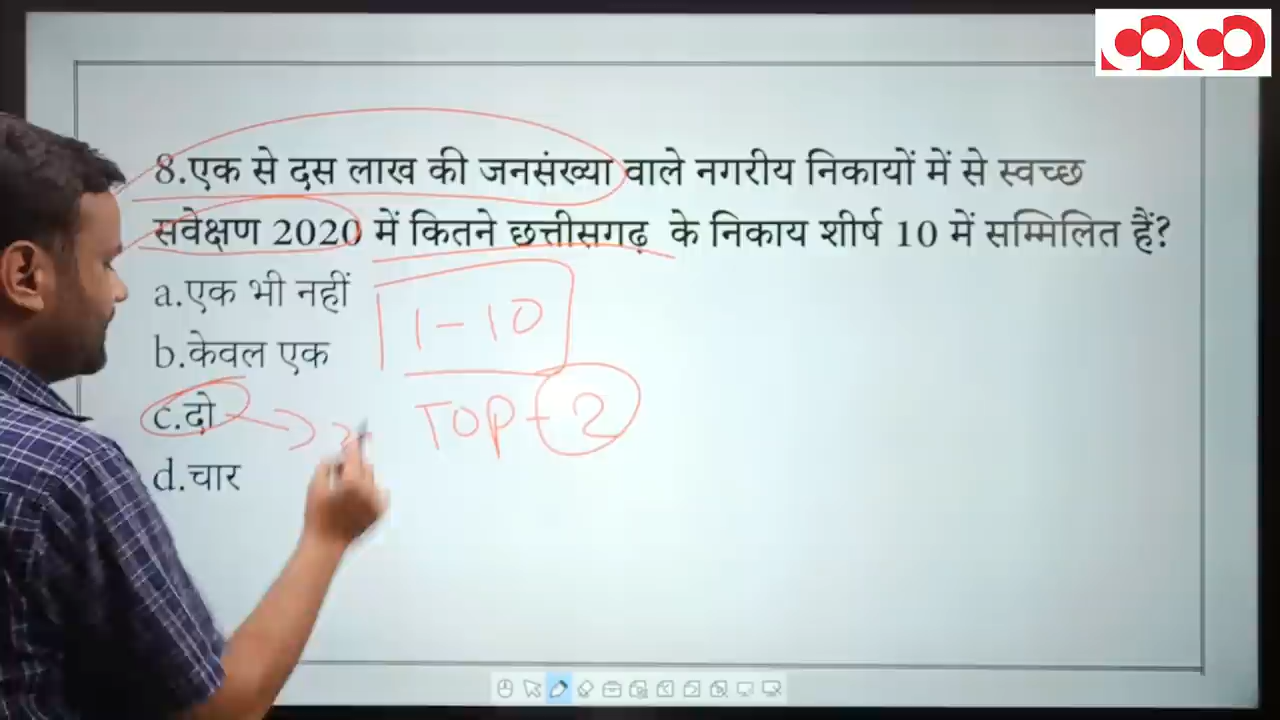 8.एक से दस लाख की जनसंख्या वाले नगरीय निकायों में से स्वच्छ
सवेक्षण 2020 में कितने छत्तीसगढ़ के निकाय शीर्ष 10 में सम्मिलित हैं?
a.एक भी नहीं
1-10
b.केवल एक
c.दो
TOP-2
d.चार